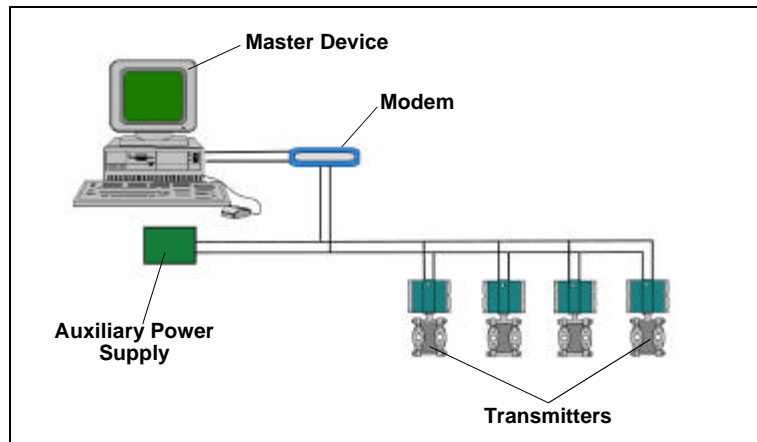 Master Device
Modem
Auxiliary Power
Supply
Transmitters